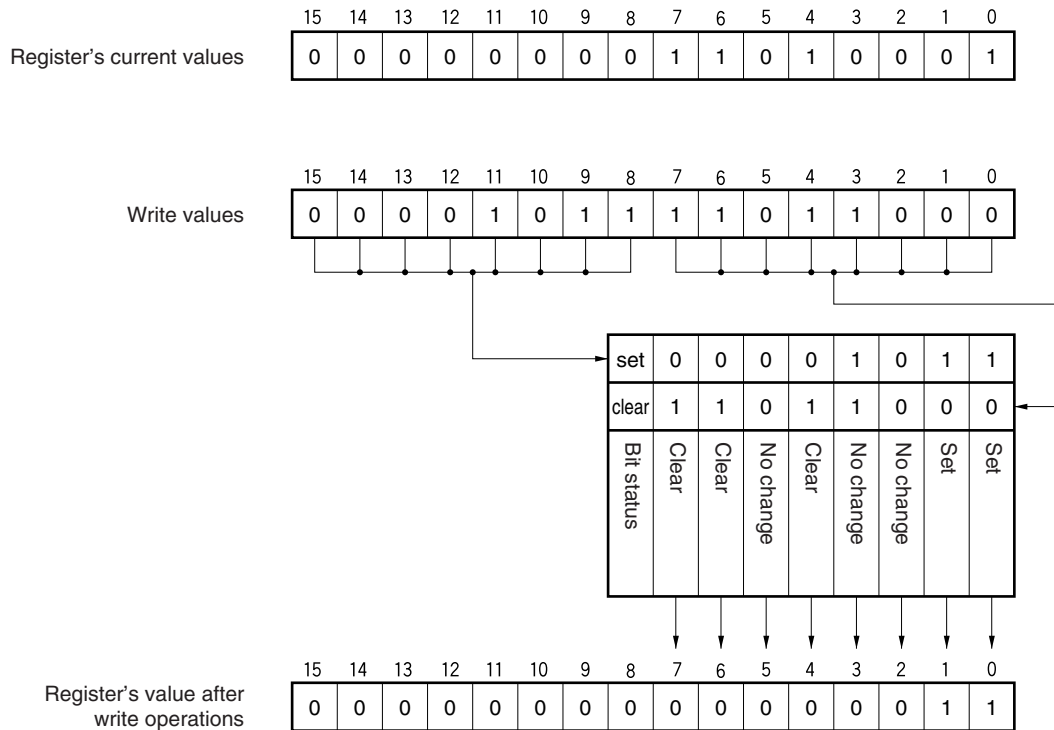 15 14 13 12 11 10 9 8 7 6 5 4 3 2 1 0
Register's current values 0 0 0 0 0 0 0 0 1 1 0 1 0 0 0 1
15 14 13 12 11 10 9 8 7 6 5 4 3 2 1 0
Write values 0 0 0 0 1 0 1 1 1 1 0 1 1 0 0 0
set 0 0 0 0 1 0 1 1
clear 1 1 0 1 1 0 0 0
Bit status Clear Clear No change Clear No change No change Set Set
15 14 13 12 11 10 9 8 7 6 5 4 3 2 1 0
Register's value after
write operations 0 0 0 0 0 0 0 0 0 0 0 0 0 0 1 1